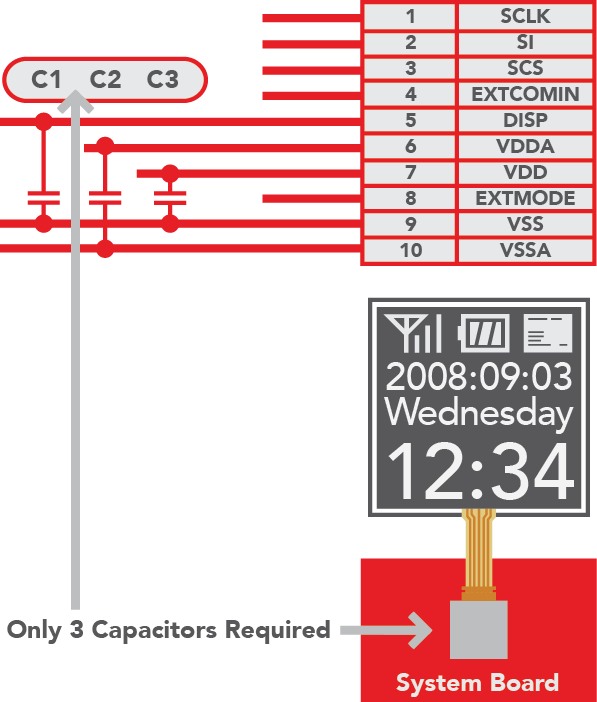 1 SCLK
2 SI
3 SCS
4 EXTCOMIN
5 DISP
6 VDDA
7 VDD
8 EXTMODE
9 VSS
10 VSSA
C1 C2 C3
2008:09:03
Wednesday
12:34
Only 3 Capacitors Required
System Board